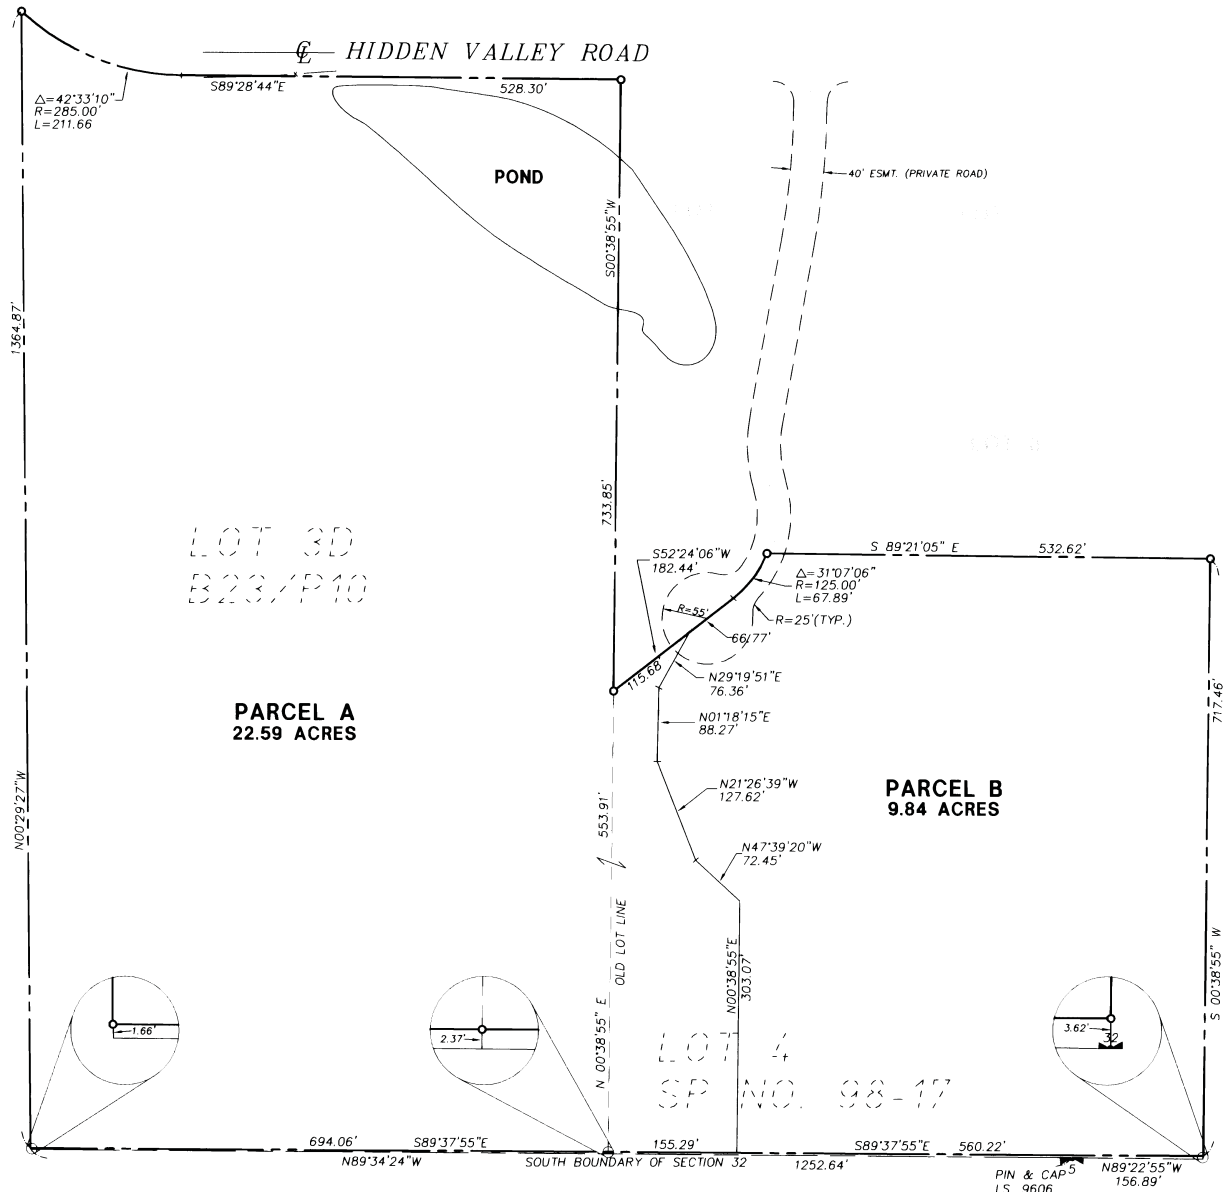 ℄ HIDDEN VALLEY ROAD
S89°28'44"E 528.30'
Δ=42°33'10"
R=285.00'
L=211.66
POND
40' ESMT. (PRIVATE ROAD)
S00°38'55"W
733.85'
1364.87'
N00°29'27"W
LOT 3D
B23/P10
S52°24'06"W
182.44'
S 89°21'05" E 532.62'
Δ=31°07'06"
R=125.00'
L=67.89'
R=55'
R=25'(TYP.)
66.77'
115.68'
N29°19'51"E
76.36'
N01°18'15"E
88.27'
N21°26'39"W
127.62'
N47°39'20"W
72.45'
PARCEL A
22.59 ACRES
PARCEL B
9.84 ACRES
717.46'
S 00°38'55" W
553.91'
OLD LOT LINE
N 00°38'55" E
N00°38'55"E
303.07'
1.66'
2.37'
3.62'
32
LOT 4
SP NO. 98-17
694.06' S89°37'55"E 155.29' S89°37'55"E 560.22'
N89°34'24"W SOUTH BOUNDARY OF SECTION 32 1252.64'
5
N89°22'55"W
156.89'
PIN & CAP
LS 9606